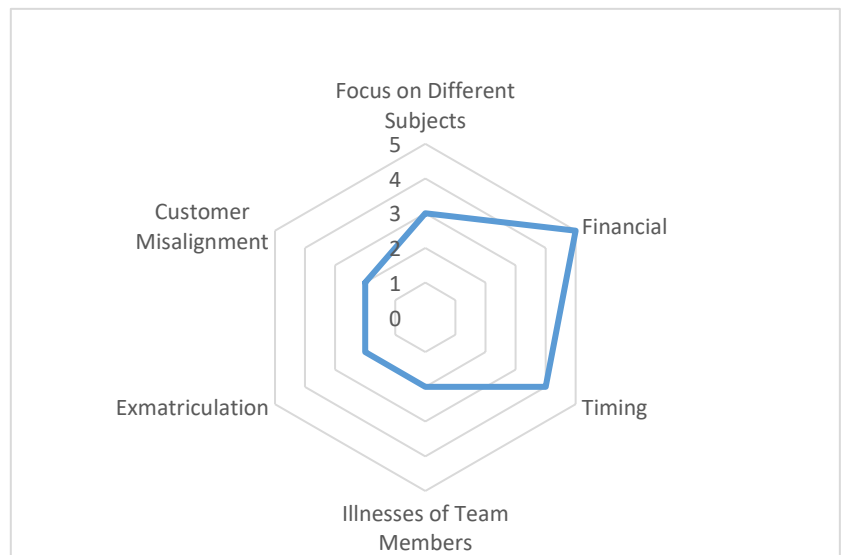 Focus on Different
Subjects
5
4
3
2
1
0
Customer
Misalignment
Financial
Exmatriculation
Timing
Illnesses of Team
Members